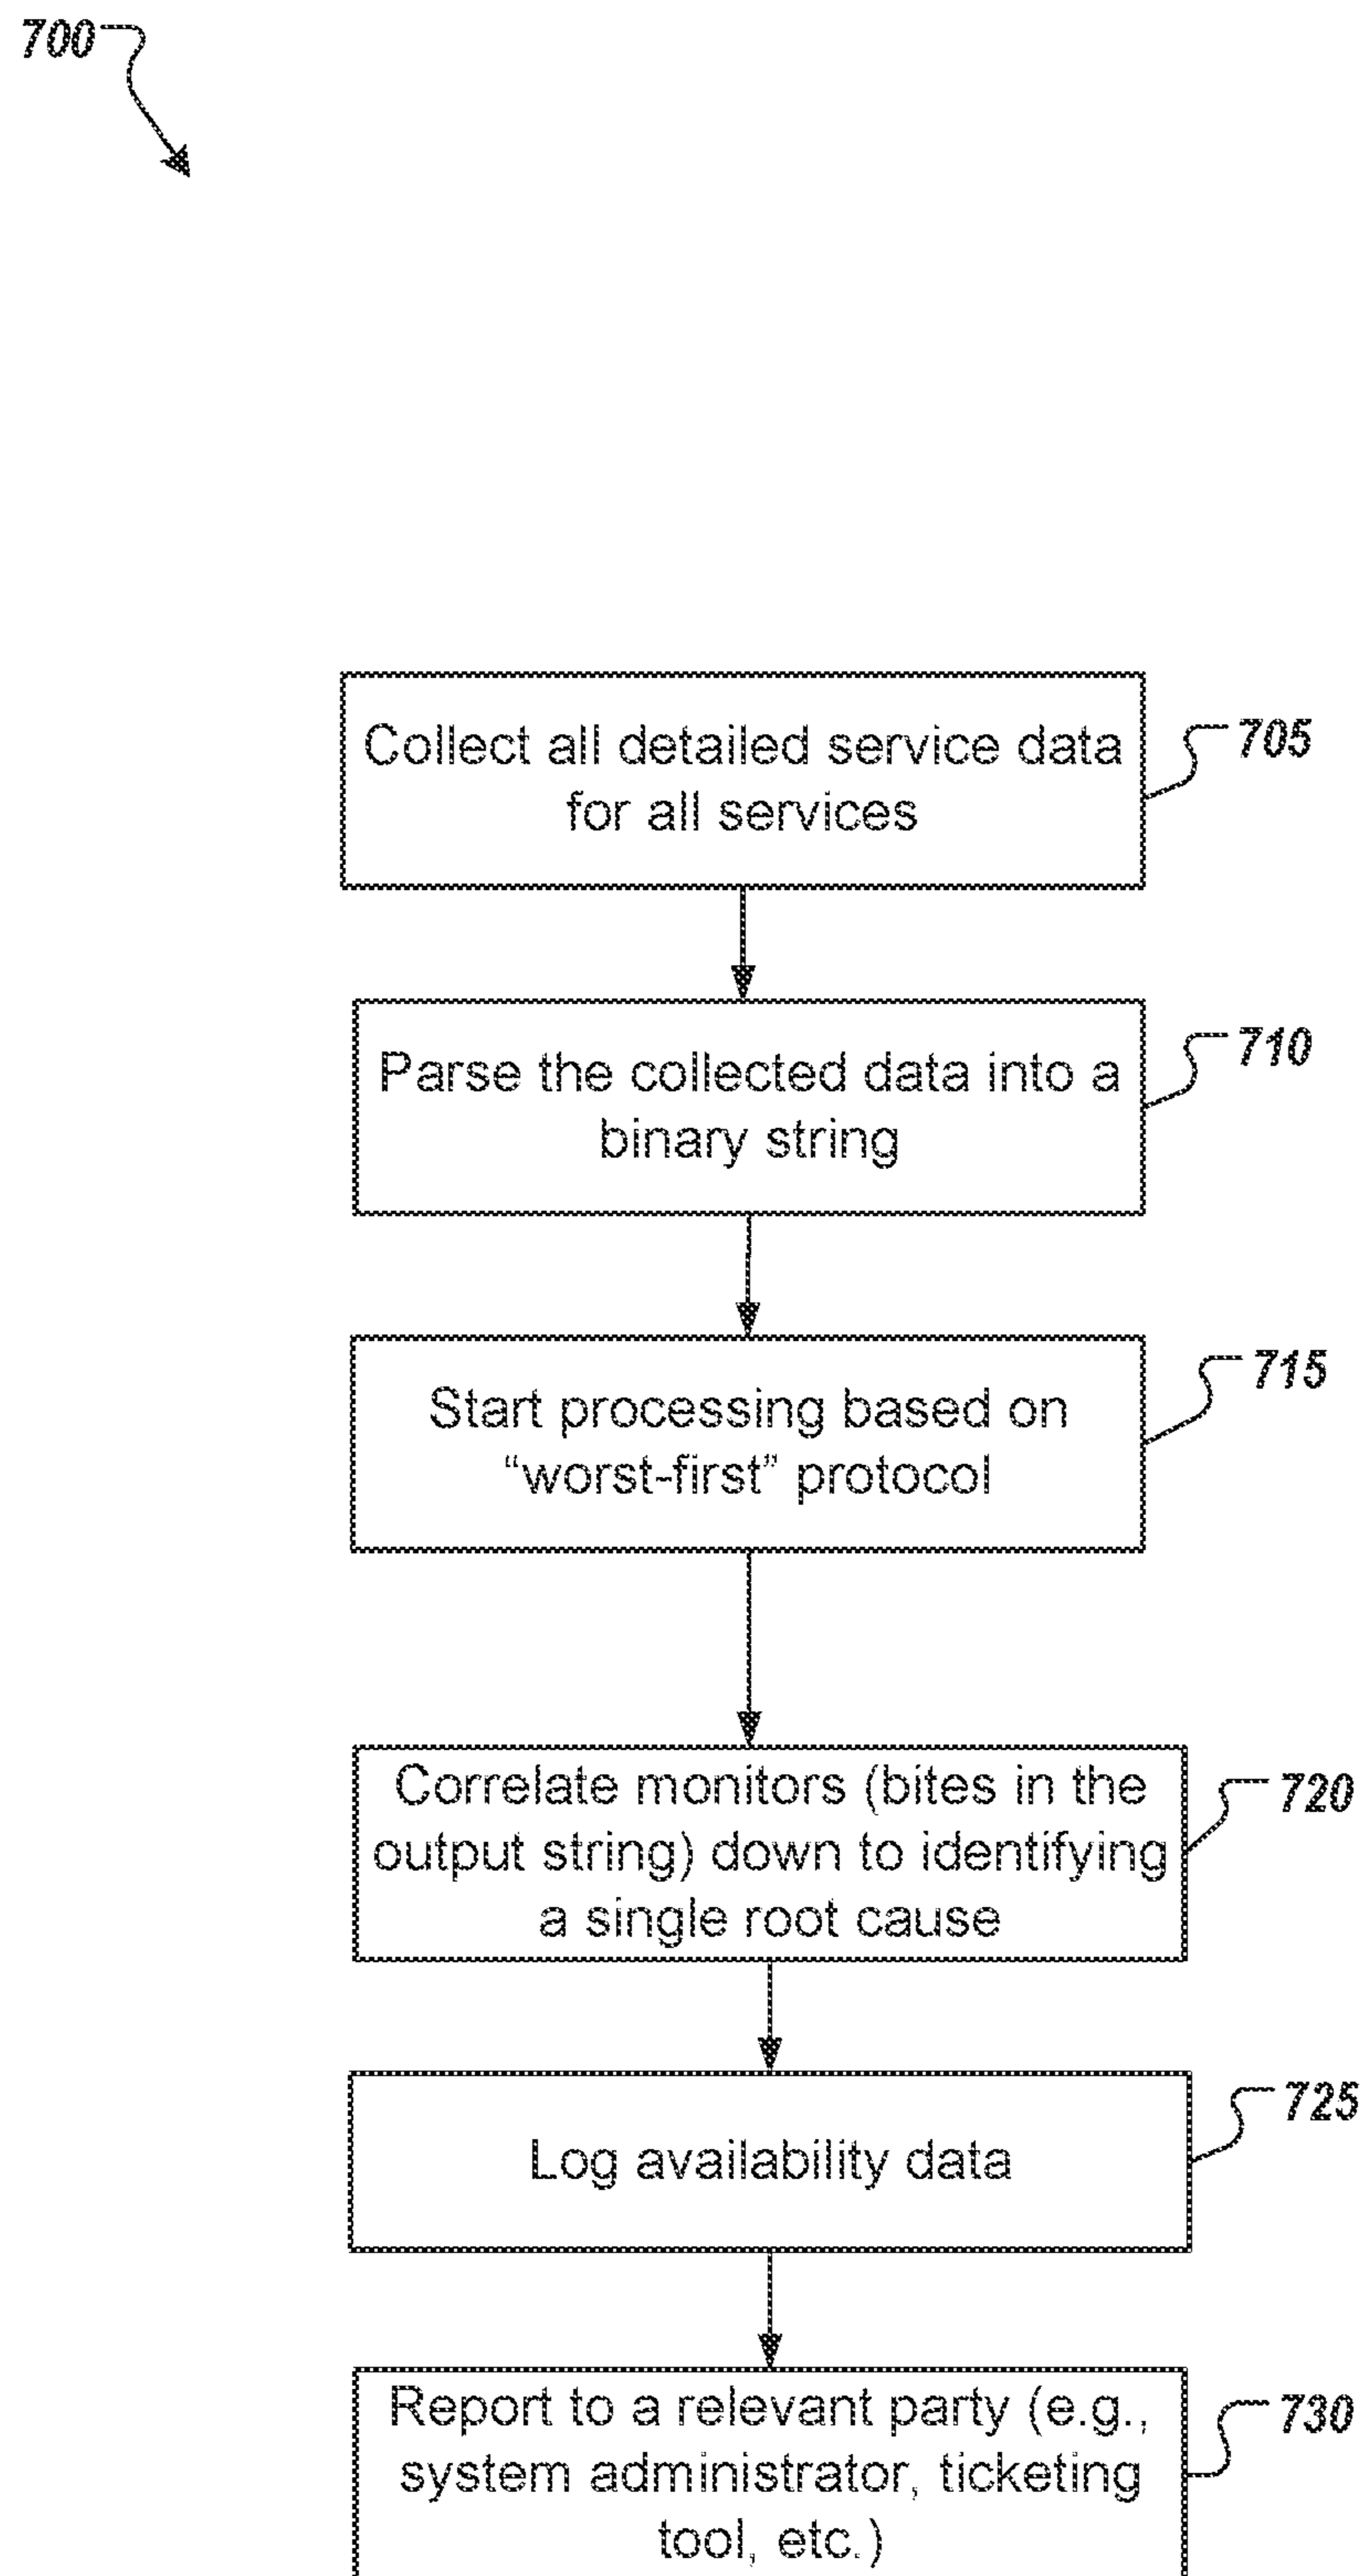 700
Collect all detailed service data
for all services
705
Parse the collected data into a
binary string
710
Start processing based on
“worst-first” protocol
715
Correlate monitors (bites in the
output string) down to identifying
a single root cause
720
Log availability data
725
Report to a relevant party (e.g.,
system administrator, ticketing
tool, etc.)
730